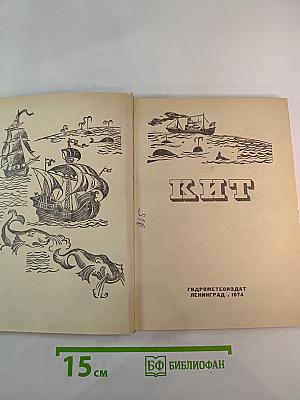 КИТ
ГИДРОМЕТЕОИЗДАТ
ЛЕНИНГРАД . 1974
15 см
БФ БИБЛИОФАН